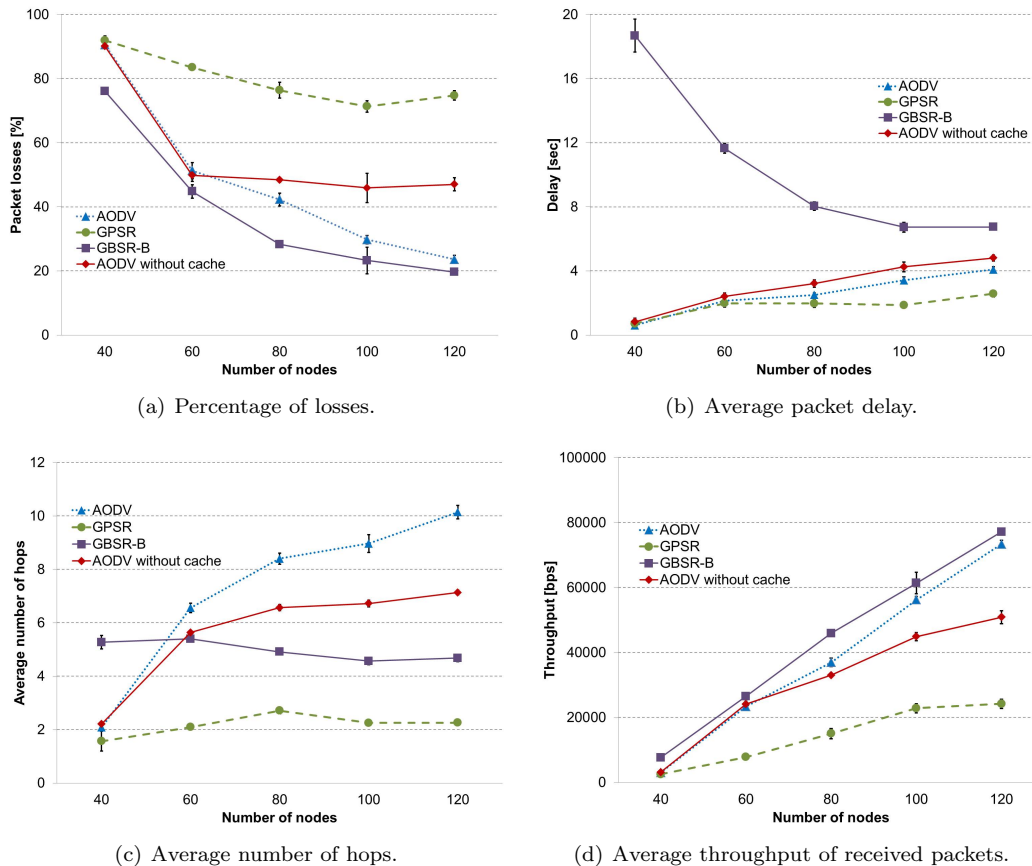 100
80
60
40
20
0
Packet losses [%]
AODV
GPSR
GBSR-B
AODV without cache
40 60 80 100 120
Number of nodes
(a) Percentage of losses.
20
16
12
8
4
0
Delay [sec]
AODV
GPSR
GBSR-B
AODV without cache
40 60 80 100 120
Number of nodes
(b) Average packet delay.
12
10
8
6
4
2
0
Average number of hops
AODV
GPSR
GBSR-B
AODV without cache
40 60 80 100 120
Number of nodes
(c) Average number of hops.
100000
80000
60000
40000
20000
0
Throughput [bps]
AODV
GPSR
GBSR-B
AODV without cache
40 60 80 100 120
Number of nodes
(d) Average throughput of received packets.